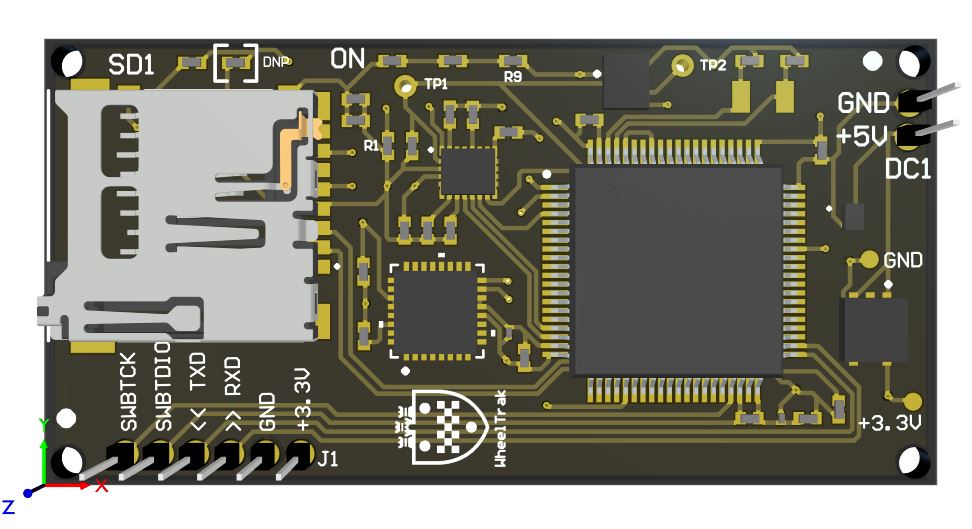 SD1
DNP
ON
R9
TP1
TP2
GND
+5V
DC1
R1
GND
+3.3V
SWBTCK
SWBTDIO
<< TXD
>> RXD
GND
+3.3V
J1
WheelTrak
Y
X
Z